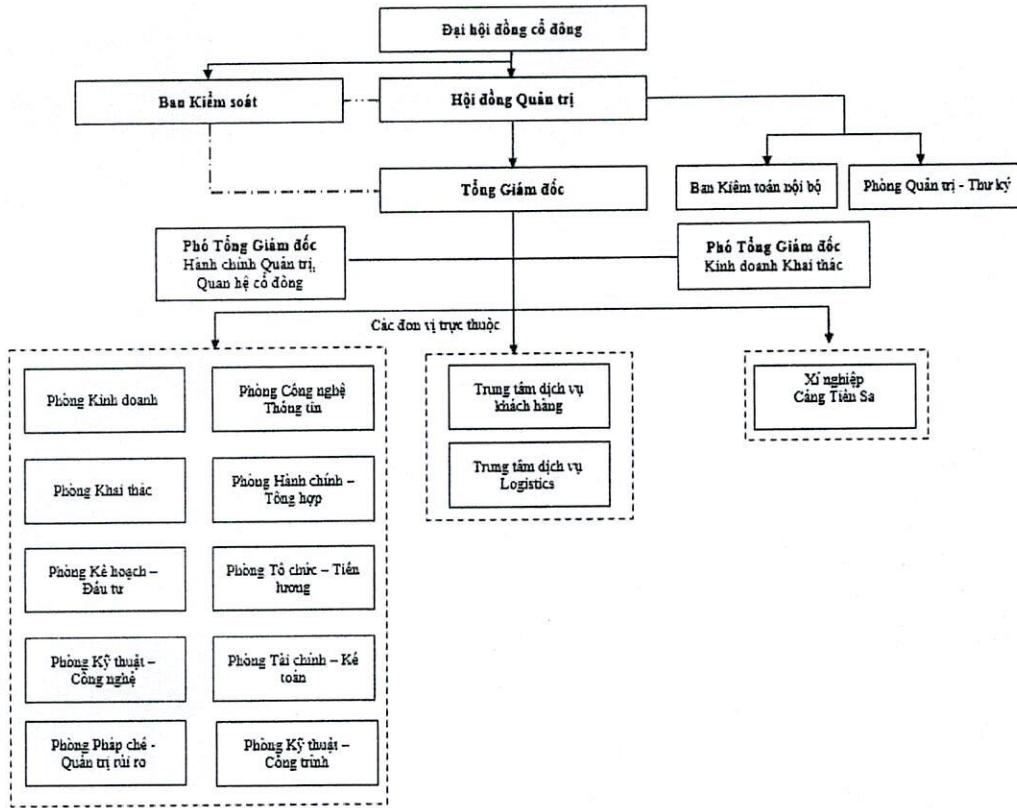 Đại hội đồng cổ đông
Ban Kiểm soát
Hội đồng Quản trị
Tổng Giám đốc
Ban Kiểm toán nội bộ
Phòng Quản trị - Thư ký
Phó Tổng Giám đốc
Hành chính Quản trị,
Quan hệ cổ đông
Phó Tổng Giám đốc
Kinh doanh Khai thác
Các đơn vị trực thuộc
Phòng Kinh doanh
Phòng Công nghệ
Thông tin
Phòng Khai thác
Phòng Hành chính –
Tổng hợp
Phòng Kế hoạch –
Đầu tư
Phòng Tổ chức – Tiền
lương
Phòng Kỹ thuật –
Công nghệ
Phòng Tài chính – Kế
toán
Phòng Pháp chế -
Quản trị rủi ro
Phòng Kỹ thuật –
Công trình
Trung tâm dịch vụ
khách hàng
Trung tâm dịch vụ
Logistics
Xí nghiệp
Cảng Tiên Sa